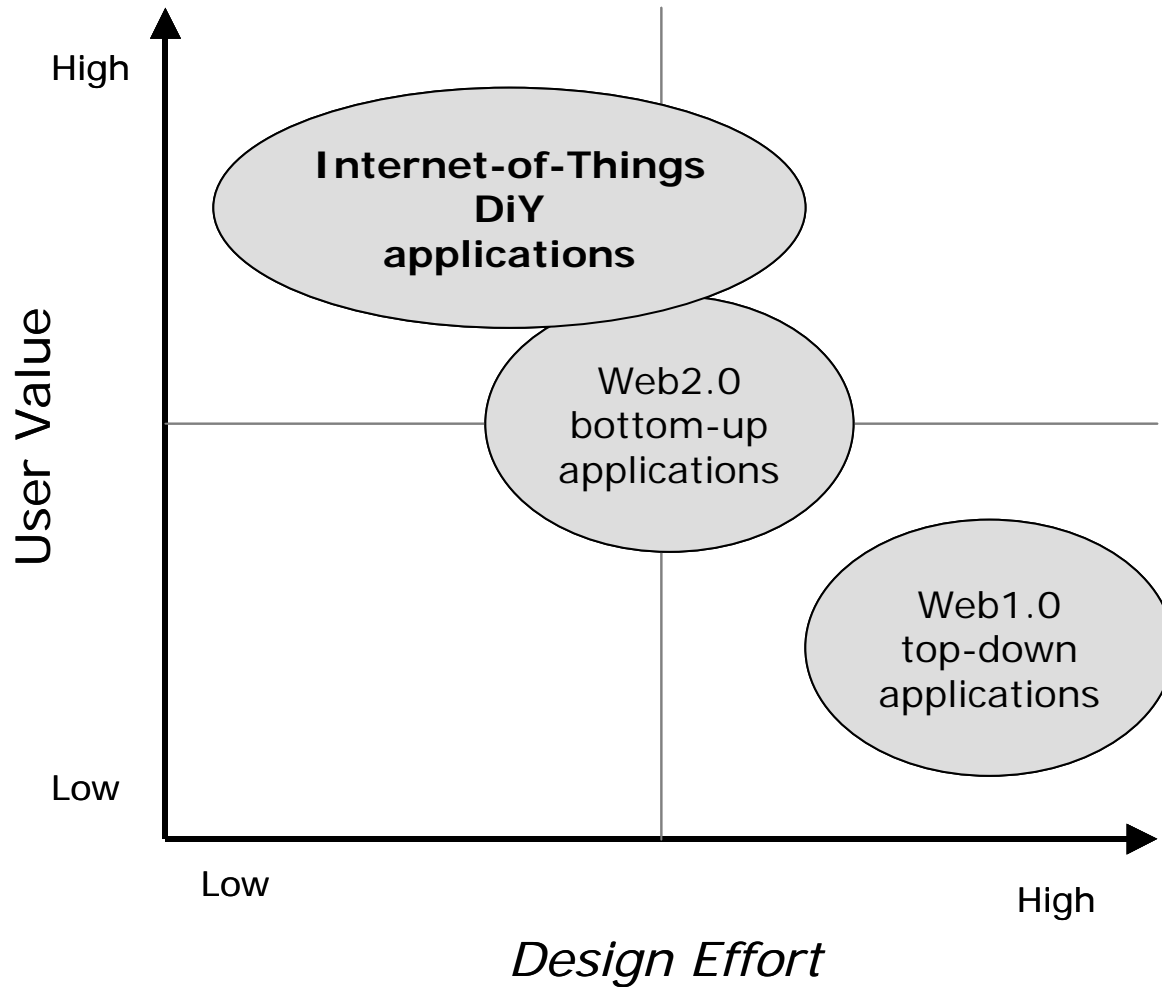 High
Internet-of-Things
DiY
applications
User Value
Web2.0
bottom-up
applications
Web1.0
top-down
applications
Low
Low
High
Design Effort